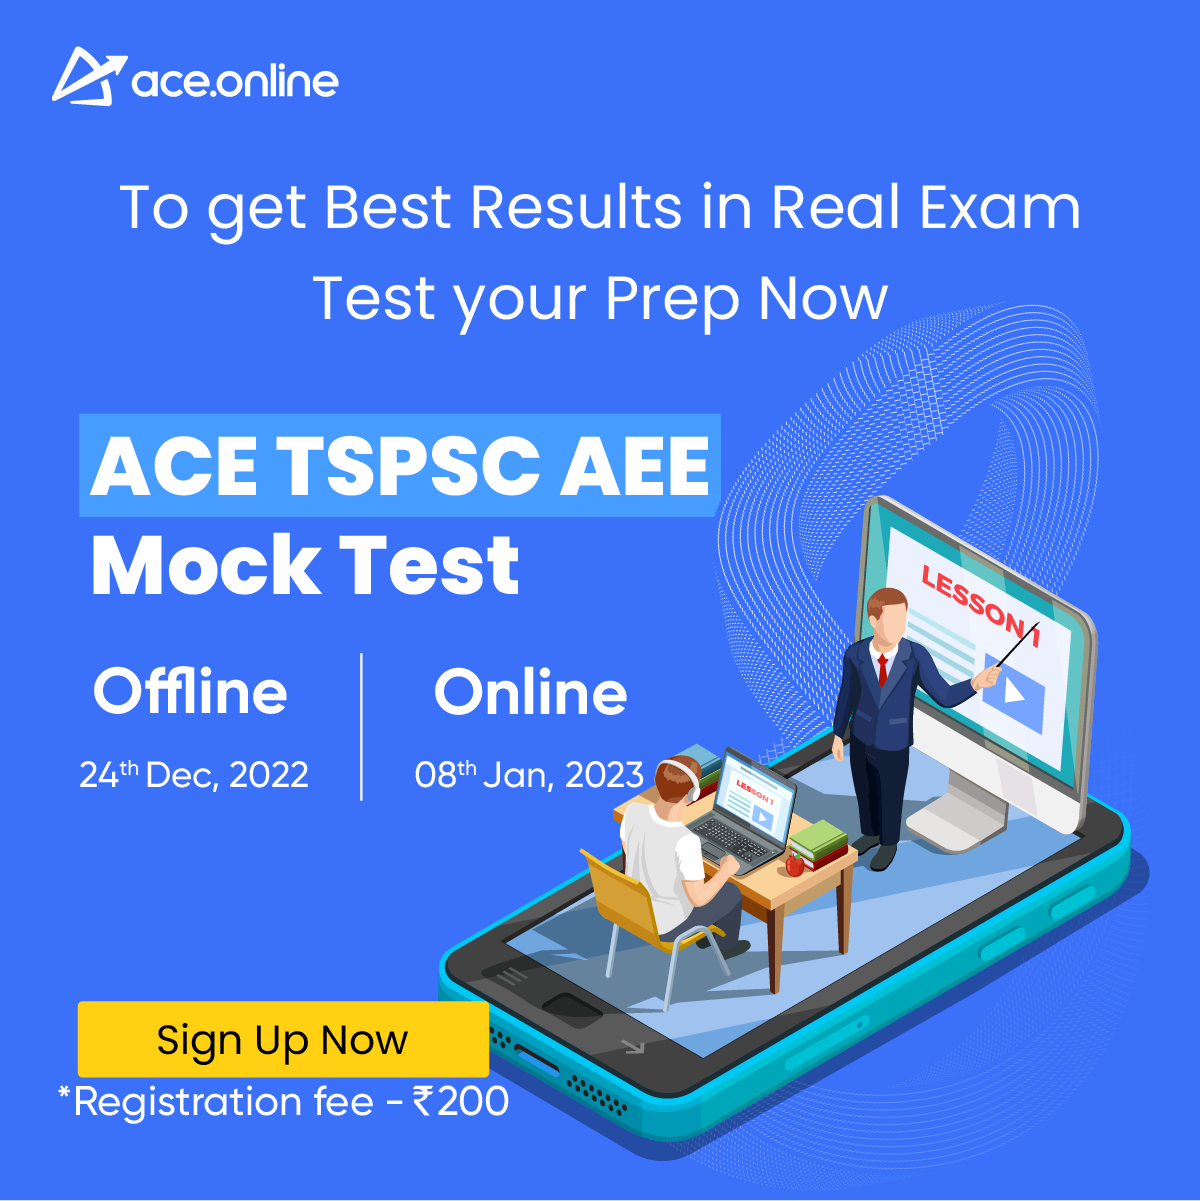 ace.online
To get Best Results in Real Exam
Test your Prep Now
ACE TSPSC AEE
Mock Test
Offline
24th Dec, 2022
Online
08th Jan, 2023
LESSON 1
LESSON 1
Sign Up Now
*Registration fee - ₹200